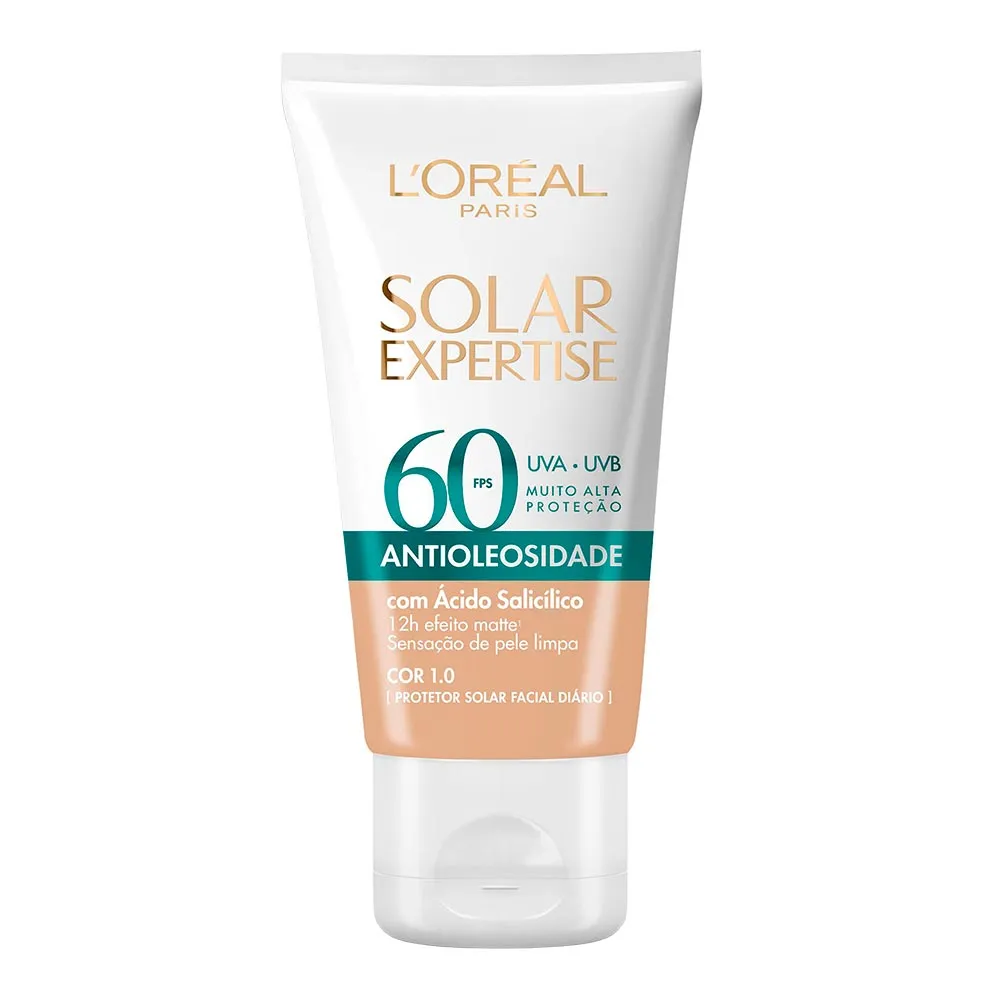 L'ORÉAL
PARIS
SOLAR
EXPERTISE
60
FPS
UVA • UVB
MUITO ALTA
PROTEÇÃO
ANTIOLEOSIDADE
com Ácido Salicílico
12h efeito matte¹
Sensação de pele limpa
COR 1.0
[ PROTETOR SOLAR FACIAL DIÁRIO ]